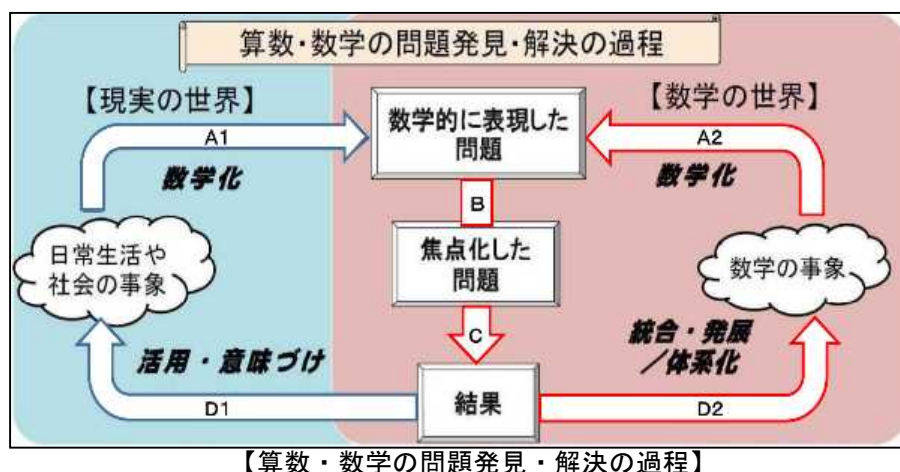 算数・数学の問題発見・解決の過程
【現実の世界】
【数学の世界】
A1
数学化
数学的に表現した
問題
A2
数学化
B
日常生活や
社会の事象
焦点化した
問題
数学の事象
C
活用・意味づけ
統合・発展
/体系化
D1
結果
D2
【算数・数学の問題発見・解決の過程】